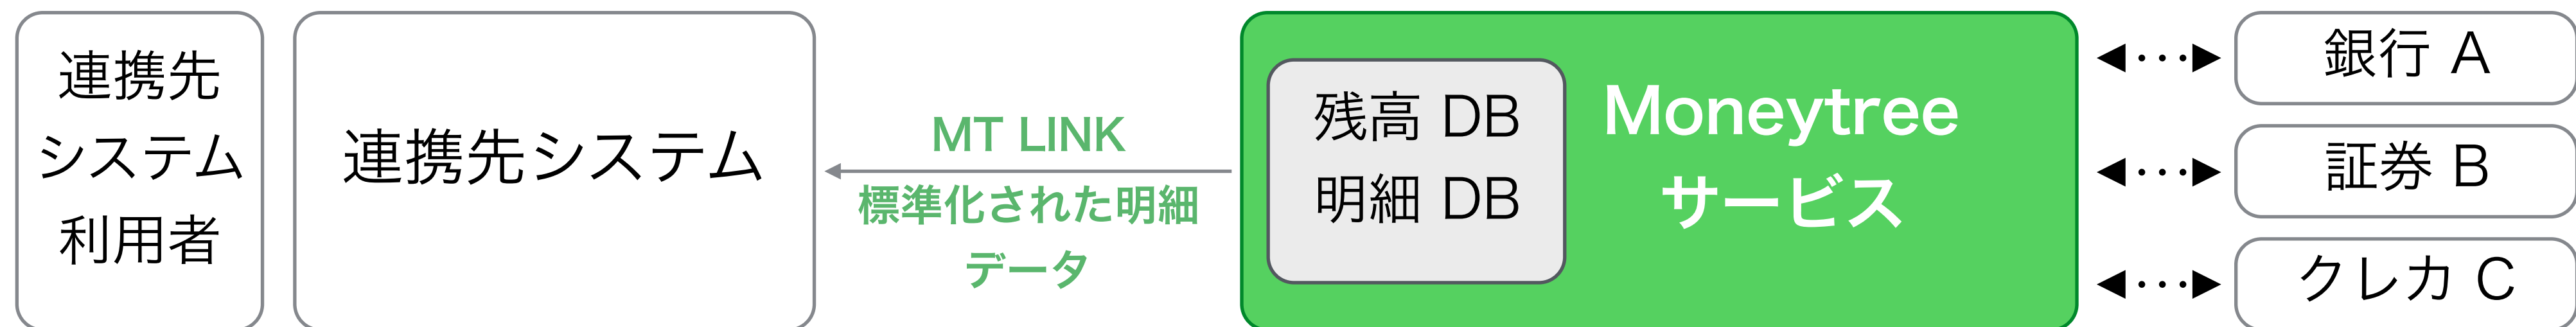 連携先
システム
利用者
連携先システム
MT LINK
標準化された明細
データ
残高 DB
明細 DB
Moneytree
サービス
銀行 A
証券 B
クレカ C